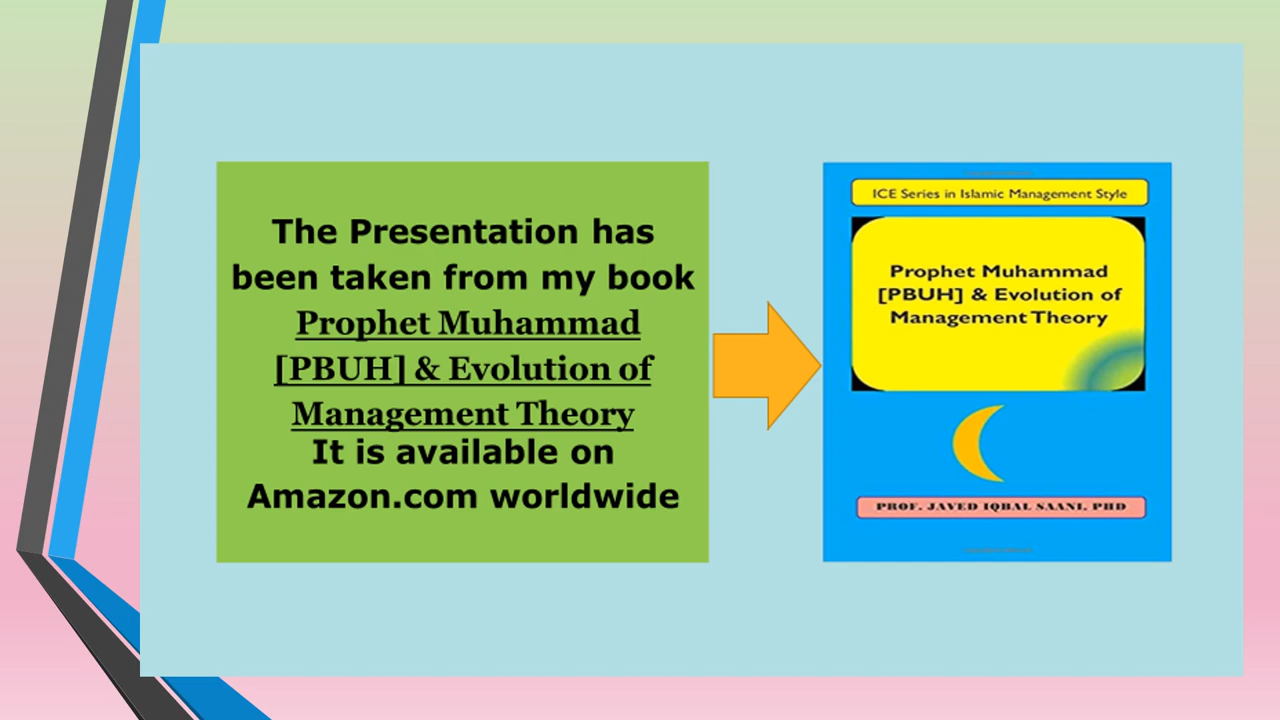 The Presentation has
been taken from my book
Prophet Muhammad
[PBUH] & Evolution of
Management Theory
It is available on
Amazon.com worldwide
ICE Series in Islamic Management Style
Prophet Muhammad
[PBUH] & Evolution of
Management Theory
PROF. JAVED IQBAL SAANI. PHD